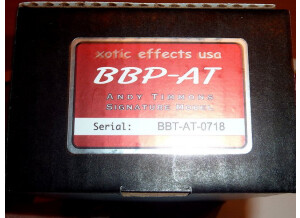 xotic effects usa
BBP-AT
ANDY TIMMONS
SIGNATURE MODEL
Serial: BBT-AT-0718